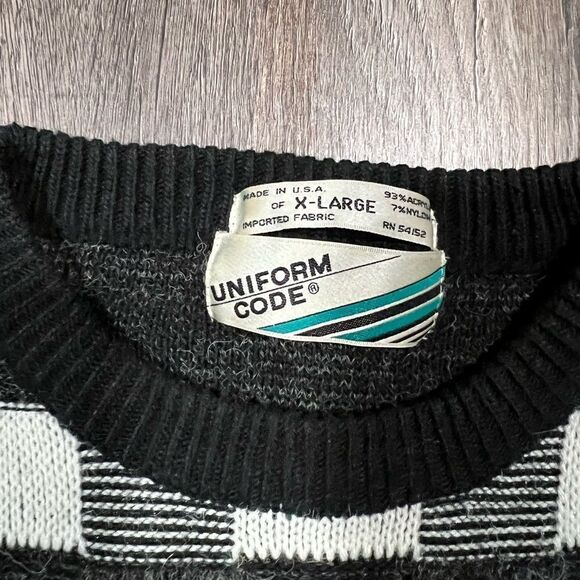 MADE IN U.S.A.
OF X-LARGE
IMPORTED FABRIC
93% ACRYLIC
7% NYLON
RN 54152
UNIFORM
CODE®